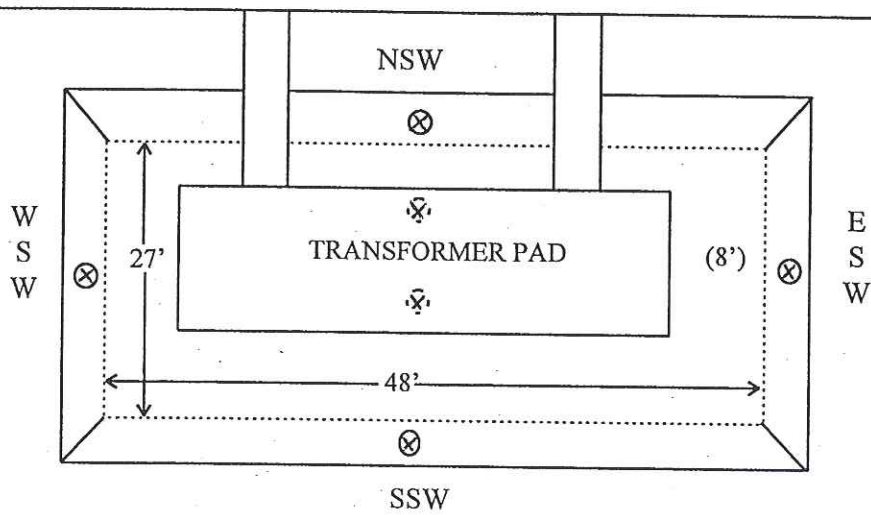 NSW
W
S
W
27'
TRANSFORMER PAD
(8')
E
S
W
48'
SSW